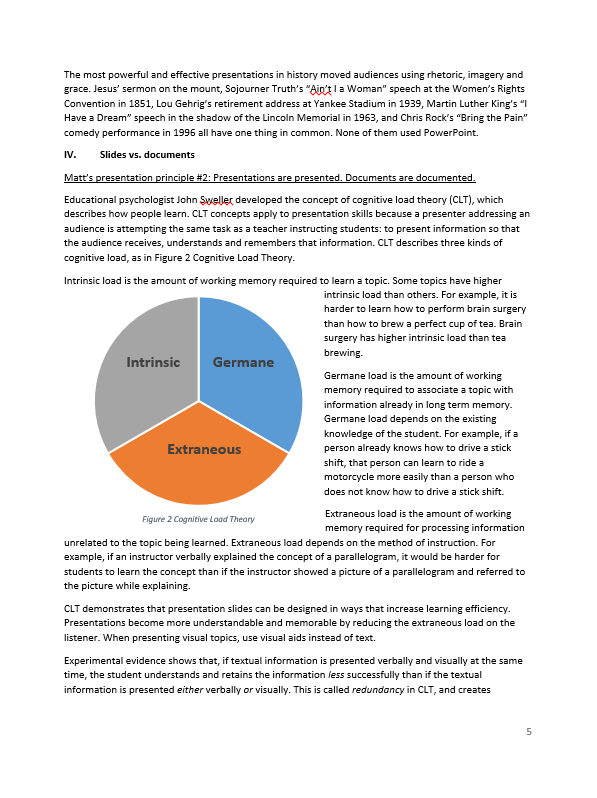 The most powerful and effective presentations in history moved audiences using rhetoric, imagery and
grace. Jesus’ sermon on the mount, Sojourner Truth’s “Ain’t I a Woman” speech at the Women’s Rights
Convention in 1851, Lou Gehrig’s retirement address at Yankee Stadium in 1939, Martin Luther King’s “I
Have a Dream” speech in the shadow of the Lincoln Memorial in 1963, and Chris Rock’s “Bring the Pain”
comedy performance in 1996 all have one thing in common. None of them used PowerPoint.
IV. Slides vs. documents
Matt’s presentation principle #2: Presentations are presented. Documents are documented.
Educational psychologist John Sweller developed the concept of cognitive load theory (CLT), which
describes how people learn. CLT concepts apply to presentation skills because a presenter addressing an
audience is attempting the same task as a teacher instructing students: to present information so that
the audience receives, understands and remembers that information. CLT describes three kinds of
cognitive load, as in Figure 2 Cognitive Load Theory.
Intrinsic load is the amount of working memory required to learn a topic. Some topics have higher
intrinsic load than others. For example, it is
harder to learn how to perform brain surgery
than how to brew a perfect cup of tea. Brain
surgery has higher intrinsic load than tea
brewing.
Germane load is the amount of working
memory required to associate a topic with
information already in long term memory.
Germane load depends on the existing
knowledge of the student. For example, if a
person already knows how to drive a stick
shift, that person can learn to ride a
motorcycle more easily than a person who
does not know how to drive a stick shift.
Intrinsic
Germane
Extraneous
Figure 2 Cognitive Load Theory
Extraneous load is the amount of working
memory required for processing information
unrelated to the topic being learned. Extraneous load depends on the method of instruction. For
example, if an instructor verbally explained the concept of a parallelogram, it would be harder for
students to learn the concept than if the instructor showed a picture of a parallelogram and referred to
the picture while explaining.
CLT demonstrates that presentation slides can be designed in ways that increase learning efficiency.
Presentations become more understandable and memorable by reducing the extraneous load on the
listener. When presenting visual topics, use visual aids instead of text.
Experimental evidence shows that, if textual information is presented verbally and visually at the same
time, the student understands and retains the information less successfully than if the textual
information is presented either verbally or visually. This is called redundancy in CLT, and creates
5